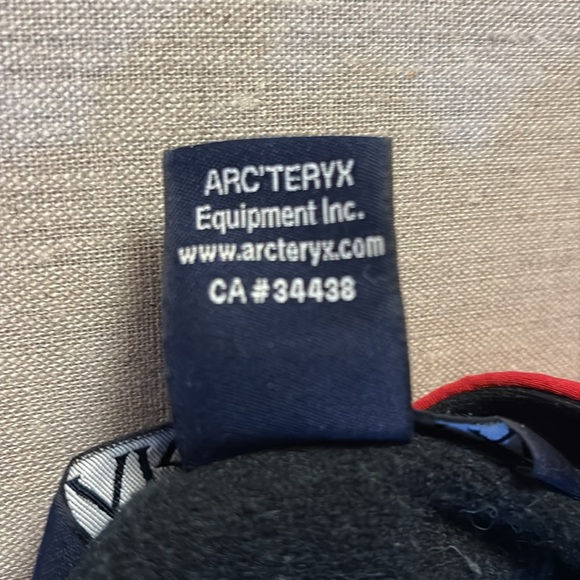 ARC'TERYX
Equipment Inc.
www.arcteryx.com
CA#34438